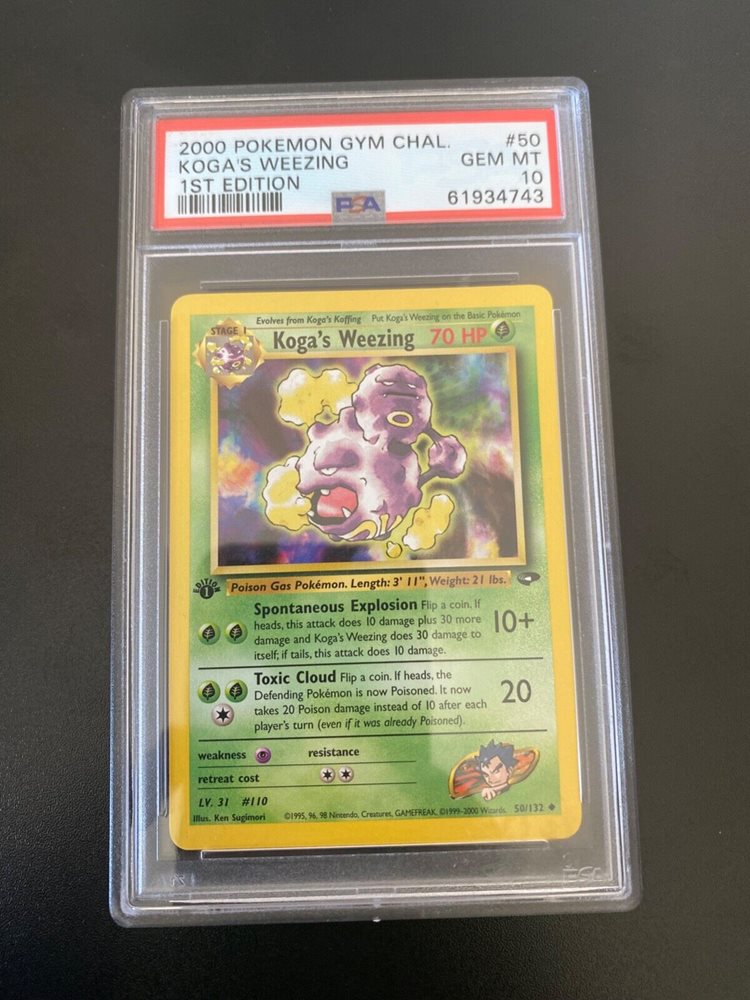 2000 POKEMON GYM CHAL. #50
KOGA'S WEEZING GEM MT
1ST EDITION 10
PSA 61934743
Evolves from Koga's Koffing Put Koga's Weezing on the Basic Pokémon
STAGE 1
Koga's Weezing 70 HP
EDITION
1
Poison Gas Pokémon. Length: 3' 11", Weight: 21 lbs.
Spontaneous Explosion Flip a coin. If
heads, this attack does 10 damage plus 30 more
damage and Koga's Weezing does 30 damage to
itself; if tails, this attack does 10 damage.
10+
Toxic Cloud Flip a coin. If heads, the
Defending Pokémon is now Poisoned. It now
takes 20 Poison damage instead of 10 after each
player's turn (even if it was already Poisoned).
20
weakness resistance
retreat cost
LV. 31 #110
Illus. Ken Sugimori ©1995, 96, 98 Nintendo, Creatures, GAMEFREAK. ©1999-2000 Wizards. 50/132